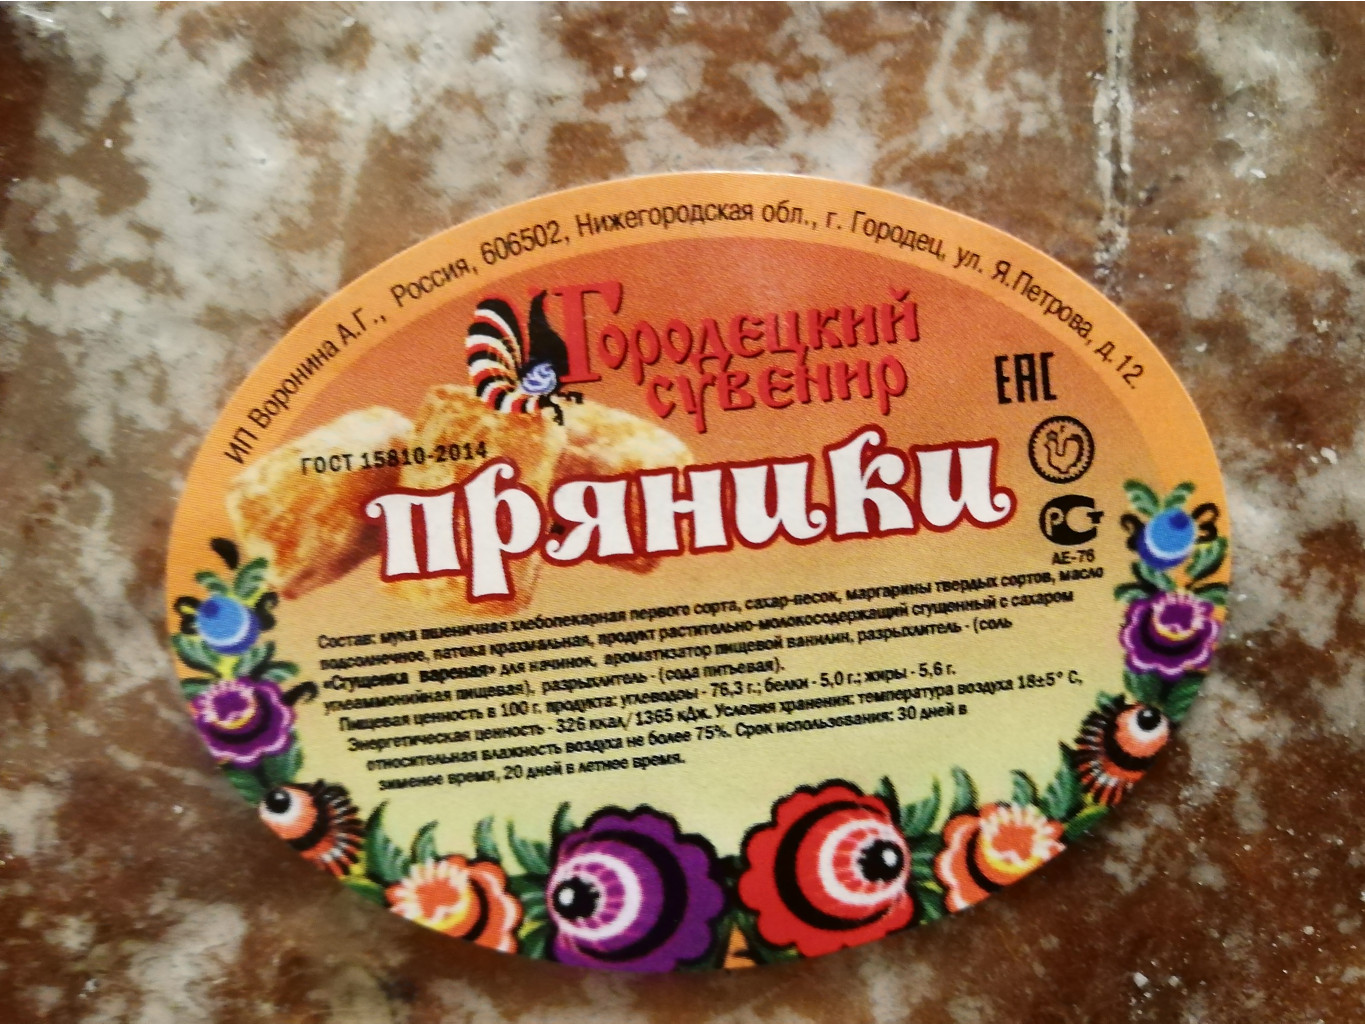 ИП Воронина А.Г., Россия, 606502, Нижегородская обл., г. Городец, ул. Я.Петрова, д.12.
Городецкий
сувенир
ЕАС
ГОСТ 15810-2014
пряники
РСТ
АЕ-76
Состав: мука пшеничная хлебопекарная первого сорта, сахар-песок, маргарины твердых сортов, масло
подсолнечное, патока крахмальная, продукт растительно-молокосодержащий сгущенный с сахаром
«Сгущенка вареная» для начинок, ароматизатор пищевой ванилин, разрыхлитель - (соль
углеаммонийная пищевая), разрыхлитель - (сода питьевая).
Пищевая ценность в 100 г. продукта: углеводы - 76,3 г.; белки - 5,0 г.; жиры - 5,6 г.
Энергетическая ценность - 326 ккал/1365 кДж. Условия хранения: температура воздуха 18±5° С,
относительная влажность воздуха не более 75%. Срок использования: 30 дней в
зименее время, 20 дней в летнее время.